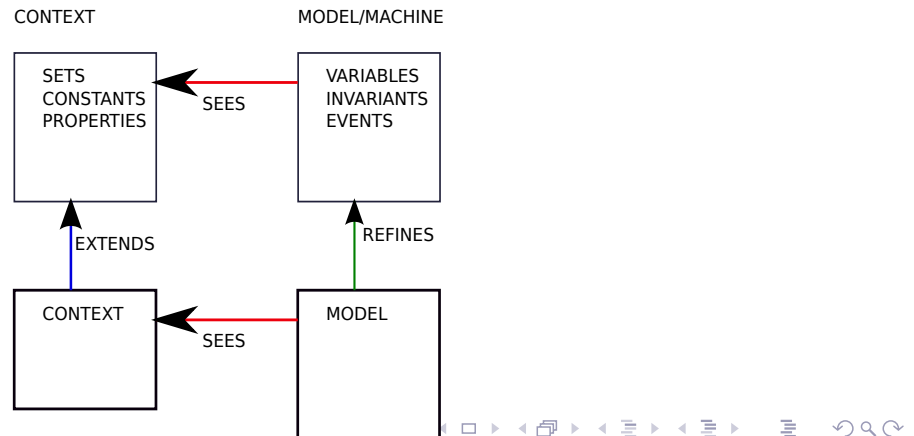 CONTEXT
MODEL/MACHINE
SETS
CONSTANTS
PROPERTIES
SEES
VARIABLES
INVARIANTS
EVENTS
EXTENDS
REFINES
CONTEXT
SEES
MODEL